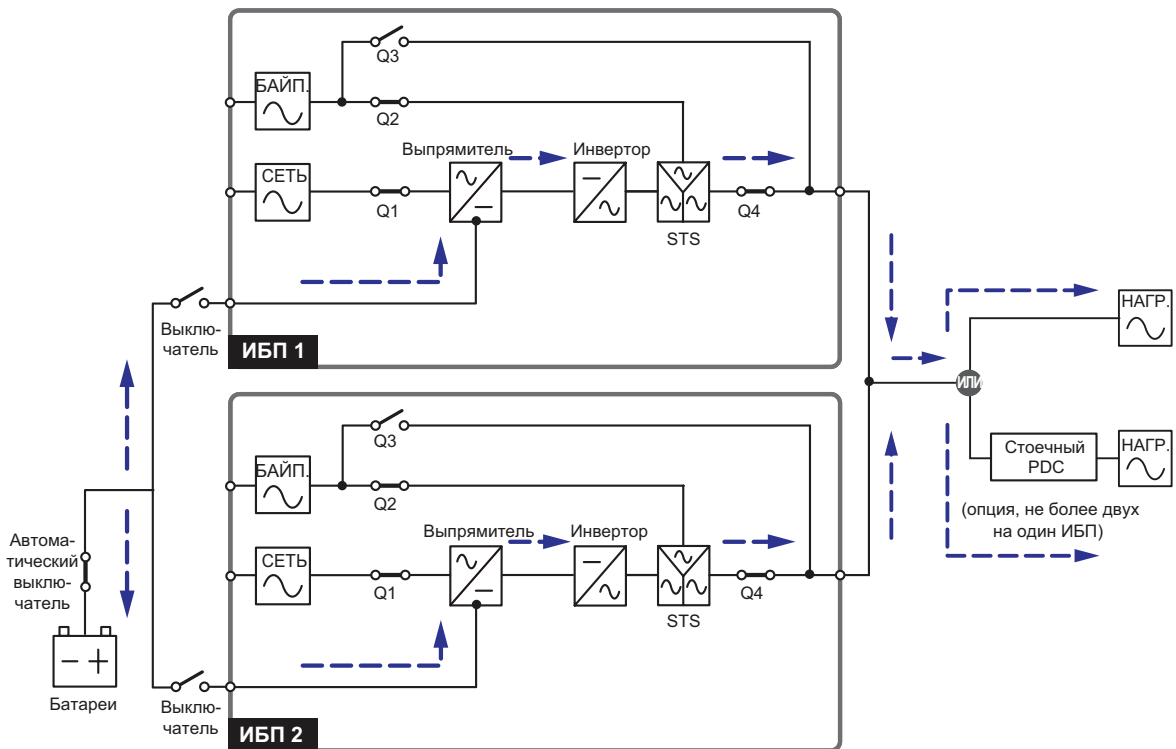 Q3
БАЙП.
Q2
Выпрямитель
Инвертор
СЕТЬ
Q1
Q4
STS
Выклю-
чатель
ИБП 1
НАГР.
ИЛИ
Q3
БАЙП.
Q2
Стоечный
PDC
НАГР.
(опция, не более двух
на один ИБП)
Выпрямитель
Инвертор
Автома-
тический
выклю-
чатель
СЕТЬ
Q1
Q4
STS
Батареи
Выклю-
чатель
ИБП 2